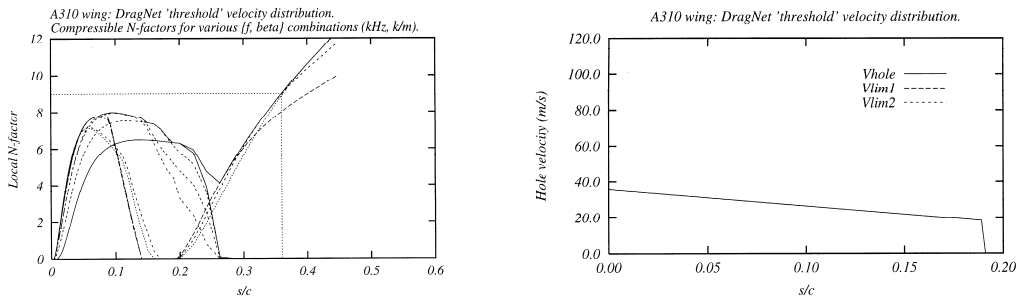 A310 wing: DragNet 'threshold' velocity distribution.
Compressible N-factors for various {f, beta} combinations (kHz, k/m).
12
10
8
6
4
2
0
Local N-factor
0
0.1
0.2
0.3
0.4
0.5
0.6
s/c
A310 wing: DragNet 'threshold' velocity distribution.
120.0
100.0
80.0
60.0
40.0
20.0
0.0
Hole velocity (m/s)
Vhole
Vlim1
Vlim2
0.00
0.05
0.10
0.15
0.20
s/c